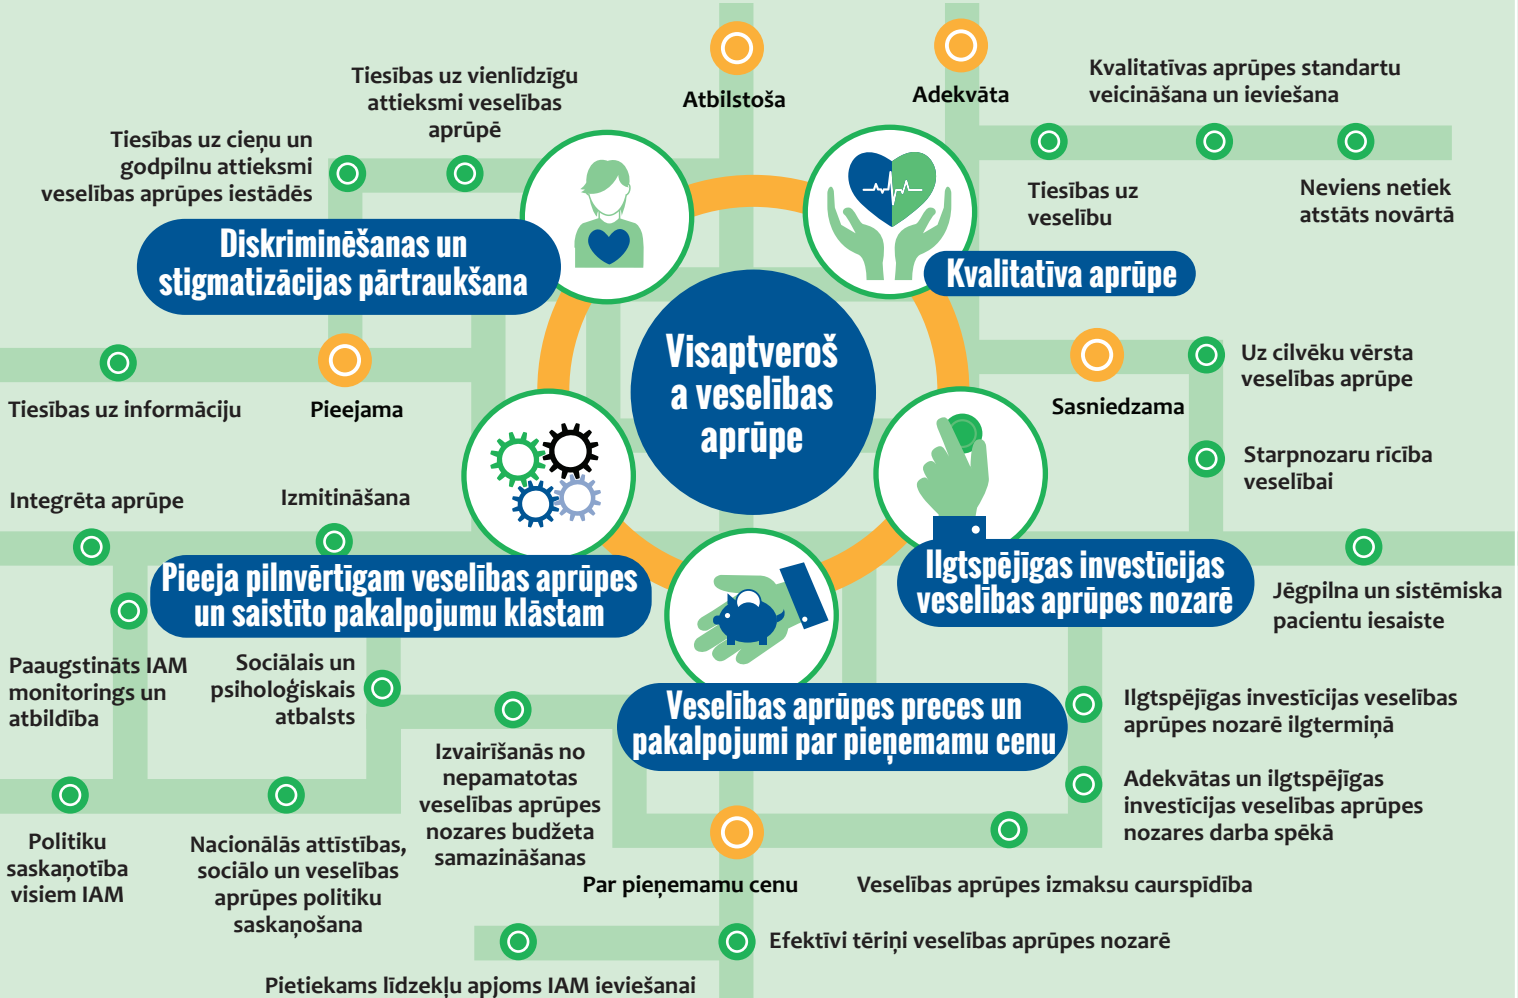 Tiesības uz vienlīdzīgu
attieksmi veselības
aprūpē
Atbilstoša
Adekvāta
Kvalitatīvas aprūpes standartu
veicināšana un ieviešana
Tiesības uz cieņu un
godpilnu attieksmi
veselības aprūpes iestādēs
Tiesības uz
veselību
Neviens netiek
atstāts novārtā
Diskriminēšanas un
stigmatizācijas pārtraukšana
Kvalitatīva aprūpe
Visaptveroš
a veselības
aprūpe
Uz cilvēku vērsta
veselības aprūpe
Tiesības uz informāciju
Pieejama
Sasniedzama
Starpnozaru rīcība
veselībai
Integrēta aprūpe
Izmitināšana
Pieeja pilnvērtīgam veselības aprūpes
un saistīto pakalpojumu klāstam
Ilgtspējīgas investīcijas
veselības aprūpes nozarē
Jēgpilna un sistēmiska
pacientu iesaiste
Paaugstināts IAM
monitorings un
atbildība
Sociālais un
psiholoģiskais
atbalsts
Veselības aprūpes preces un
pakalpojumi par pieņemamu cenu
Ilgtspējīgas investīcijas veselības
aprūpes nozarē ilgtermiņā
Izvairīšanās no
nepamatotas
veselības aprūpes
nozares budžeta
samazināšanas
Adekvātas un ilgtspējīgas
investīcijas veselības aprūpes
nozares darba spēkā
Politiku
saskaņotība
visiem IAM
Nacionālās attīstības,
sociālo un veselības
aprūpes politiku
saskaņošana
Par pieņemamu cenu
Veselības aprūpes izmaksu caurspīdība
Efektīvi tēriņi veselības aprūpes nozarē
Pietiekams līdzekļu apjoms IAM ieviešanai